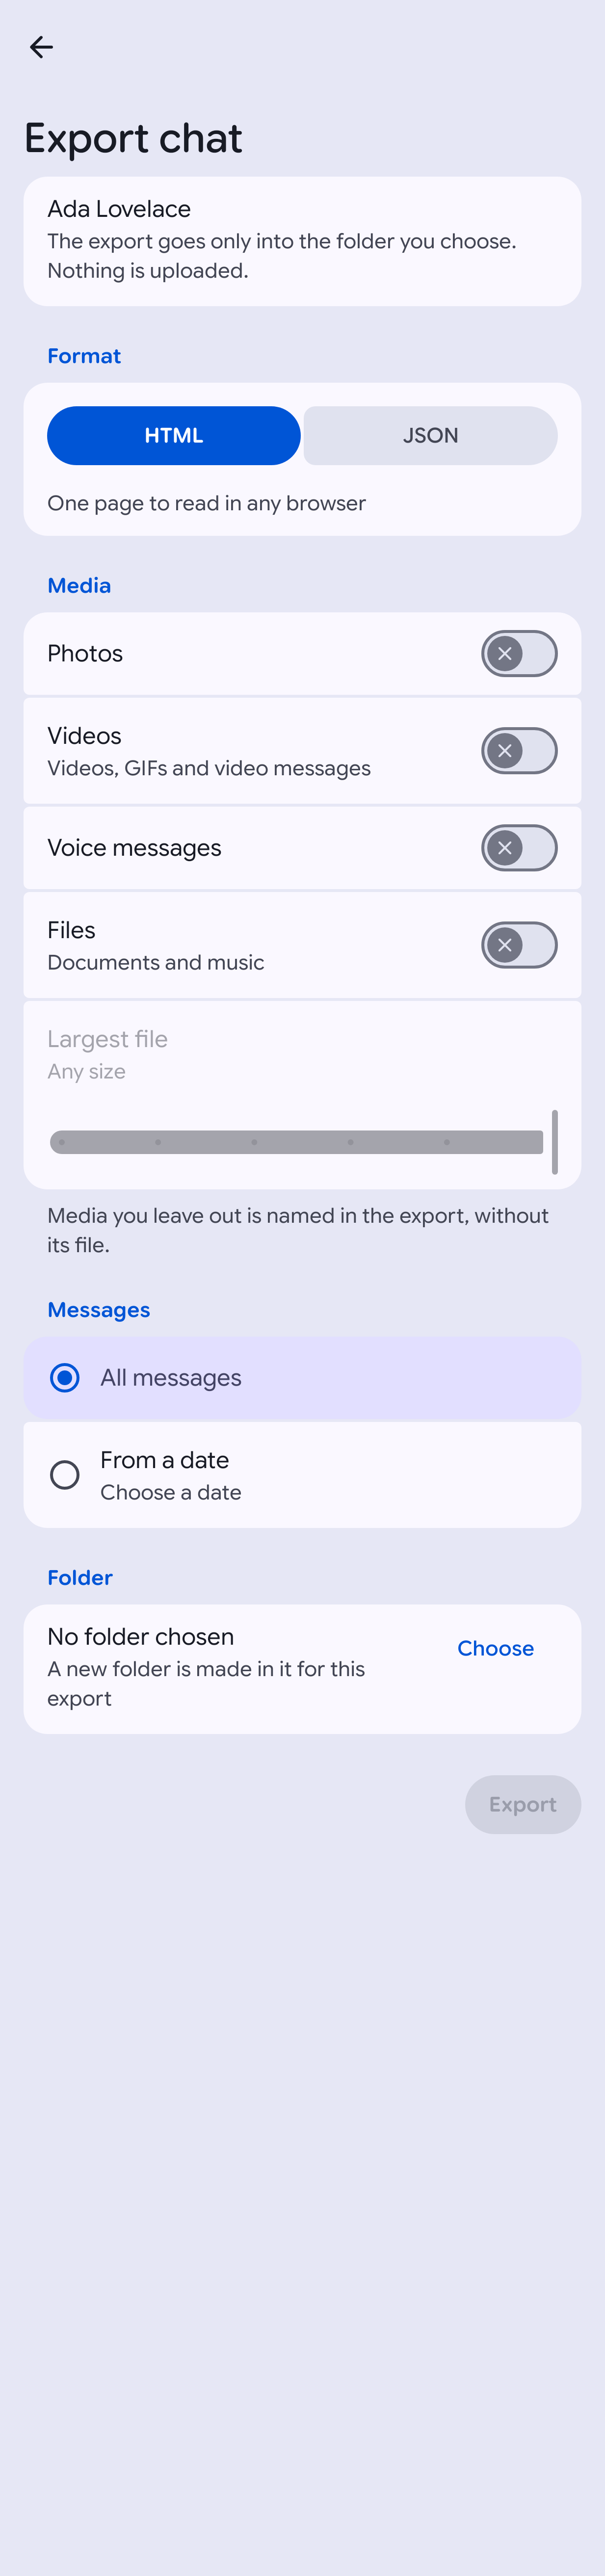 Export chat
Ada Lovelace
The export goes only into the folder you choose.
Nothing is uploaded.
Format
HTML
JSON
One page to read in any browser
Media
Photos
Videos
Videos, GIFs and video messages
Voice messages
Files
Documents and music
Largest file
Any size
Media you leave out is named in the export, without
its file.
Messages
All messages
From a date
Choose a date
Folder
No folder chosen
A new folder is made in it for this
export
Choose
Export